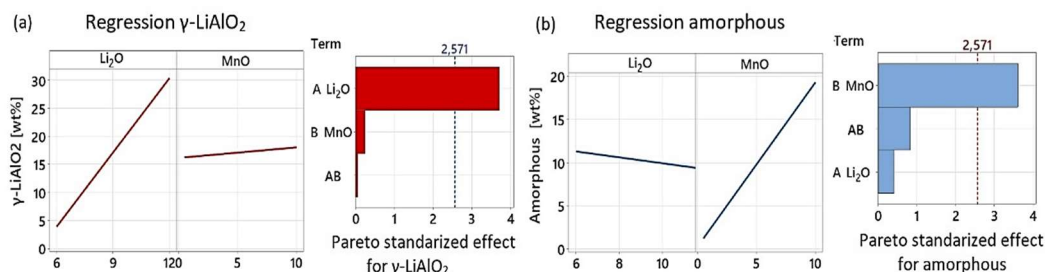 (a) Regression γ-LiAlO₂
Li₂O MnO
γ-LiAlO2 [wt%]
30
25
20
15
10
5
0
6 9 120 5 10
Term
2,571
A Li₂O
B MnO
AB
0 1 2 3 4
Pareto standarized effect
for γ-LiAlO₂
(b) Regression amorphous
Li₂O MnO
Amorphous [wt%]
20
15
10
5
0
6 8 10 0 5 10
Term
2,571
B MnO
AB
A Li₂O
0 1 2 3 4
Pareto standarized effect
for amorphous